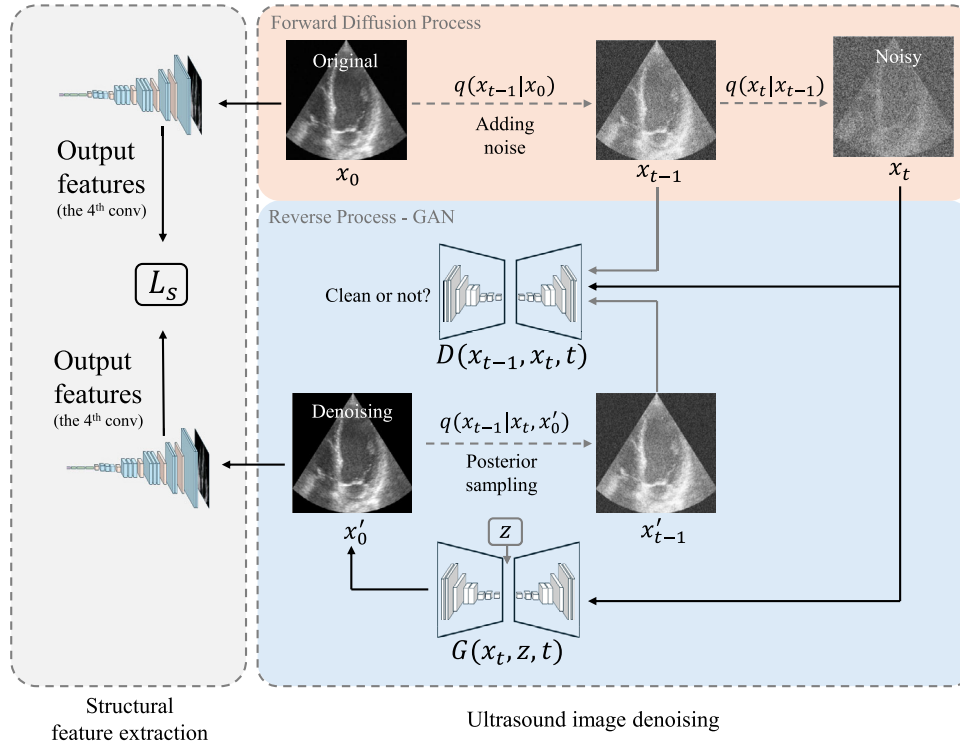 Forward Diffusion Process
Original
q(x_{t−1}|x_0)
Adding
noise
Noisy
q(x_t|x_{t−1})
x_0
x_{t−1}
x_t
Output
features
(the 4th conv)
L_s
Output
features
(the 4th conv)
Reverse Process - GAN
Clean or not?
D(x_{t−1}, x_t, t)
Denoising
q(x_{t−1}|x_t, x′_0)
Posterior
sampling
x′_0
z
x′_{t−1}
G(x_t, z, t)
Structural
feature extraction
Ultrasound image denoising